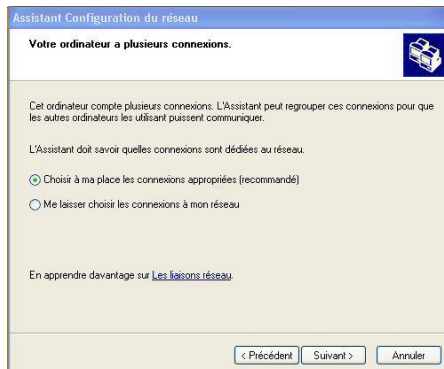 Assistant Configuration du réseau
Votre ordinateur a plusieurs connexions.
Cet ordinateur compte plusieurs connexions. L'Assistant peut regrouper ces connexions pour que
les autres ordinateurs les utilisant puissent communiquer.
L'Assistant doit savoir quelles connexions sont dédiées au réseau.
Choisir à ma place les connexions appropriées (recommandé)
Me laisser choisir les connexions à mon réseau
En apprendre davantage sur Les liaisons réseau.
< Précédent Suivant > Annuler